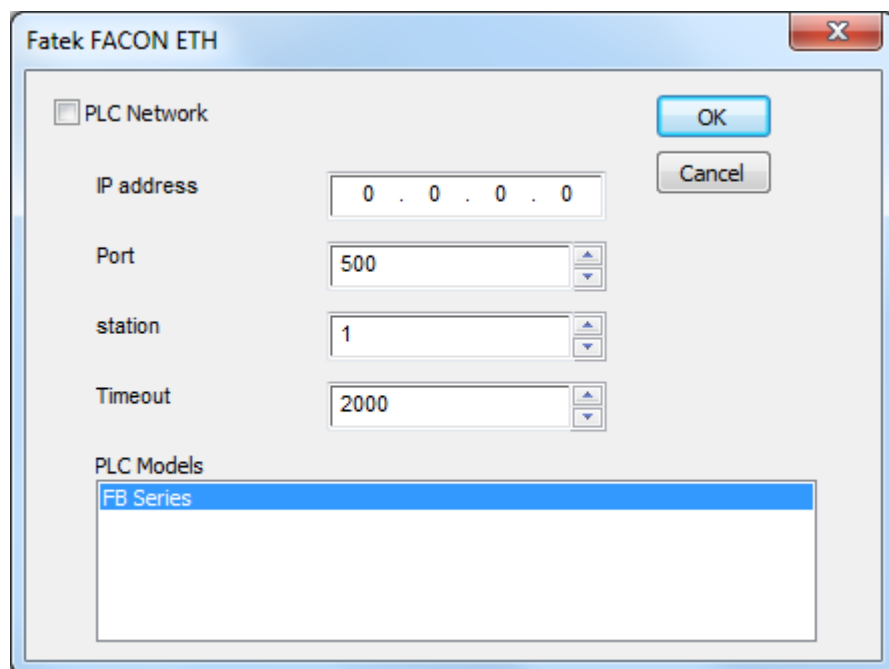 Fatek FACON ETH
PLC Network
OK
Cancel
IP address
0 . 0 . 0 . 0
Port
500
station
1
Timeout
2000
PLC Models
FB Series